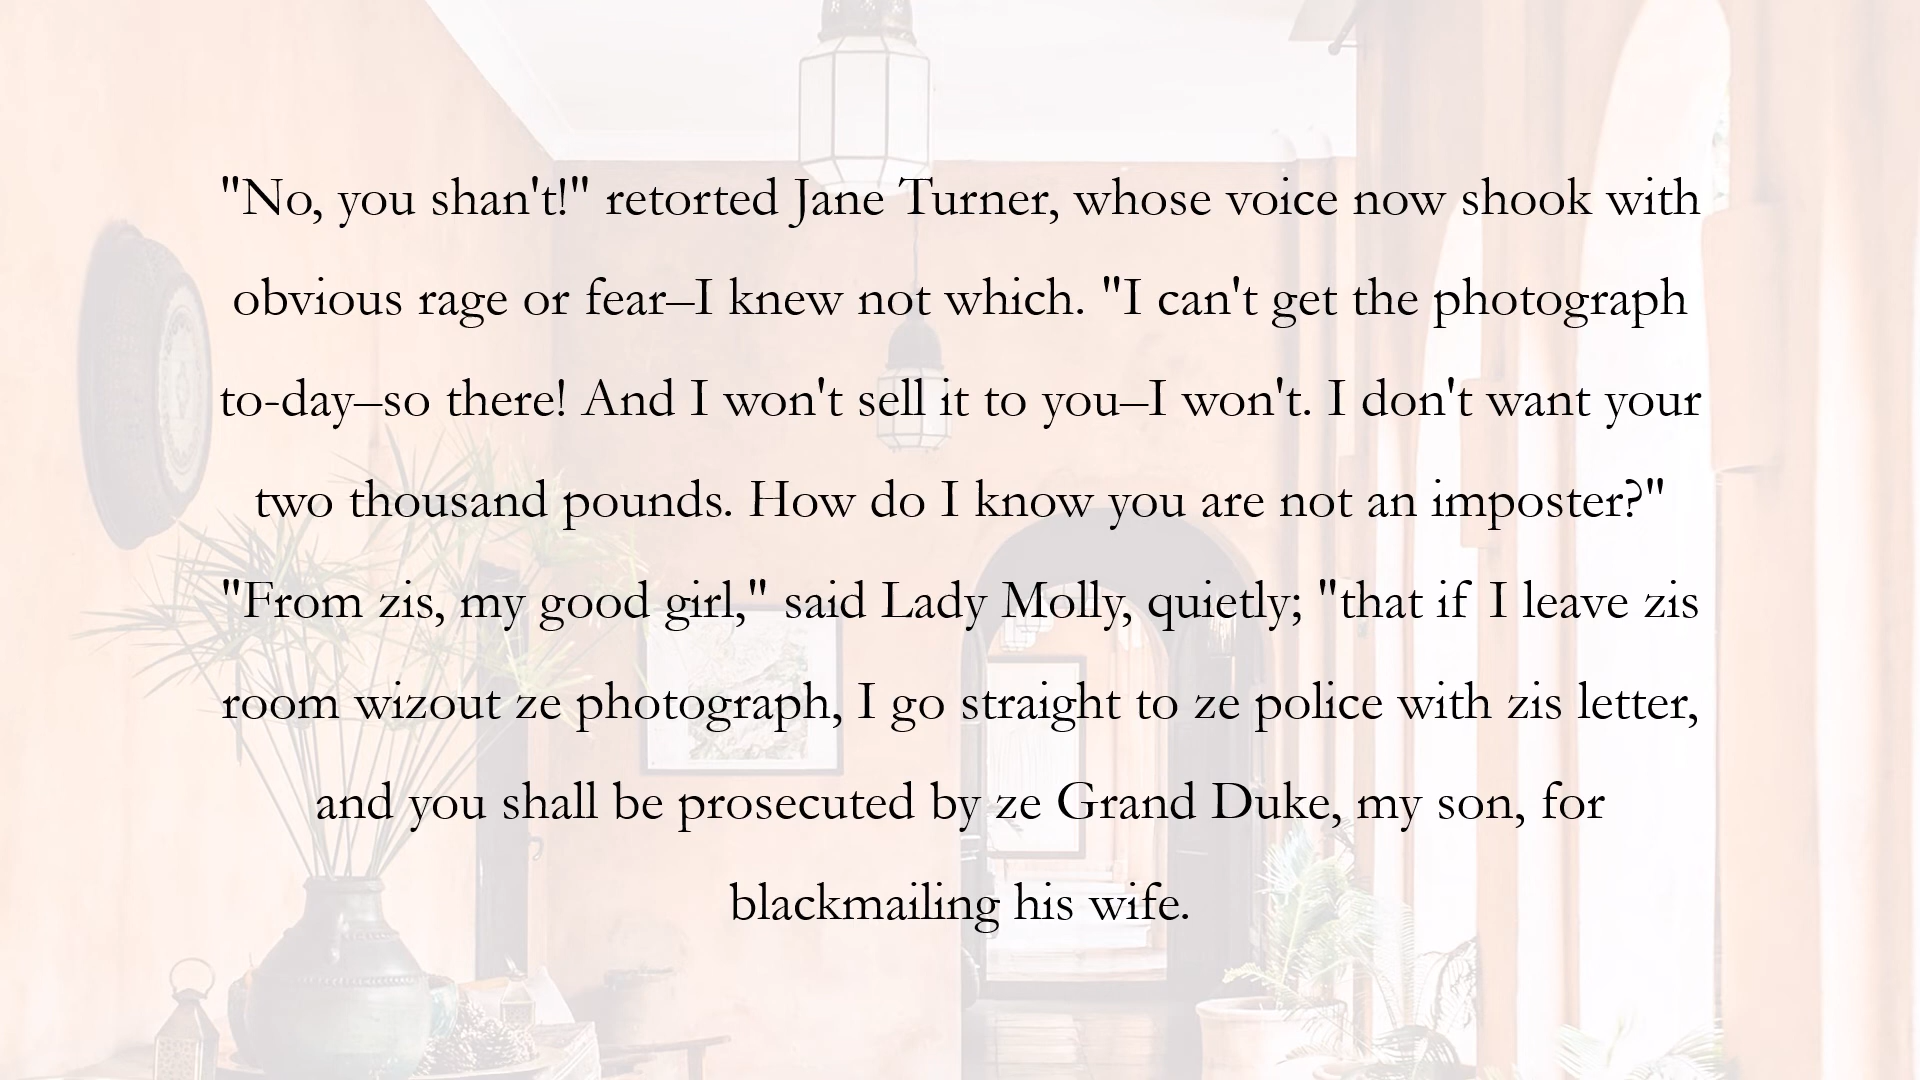 "No, you shan't!" retorted Jane Turner, whose voice now shook with
obvious rage or fear–I knew not which. "I can't get the photograph
to-day–so there! And I won't sell it to you–I won't. I don't want your
two thousand pounds. How do I know you are not an imposter?"
"From zis, my good girl," said Lady Molly, quietly; "that if I leave zis
room wizout ze photograph, I go straight to ze police with zis letter,
and you shall be prosecuted by ze Grand Duke, my son, for
blackmailing his wife.